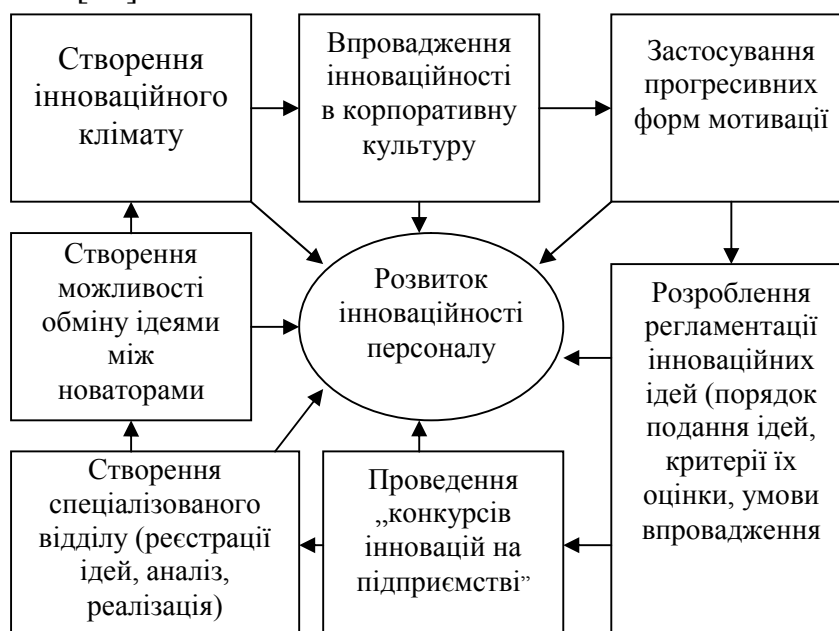 Створення
інноваційного
клімату
Впровадження
інноваційності
в корпоративну
культуру
Застосування
прогресивних
форм мотивації
Створення
можливості
обміну ідеями
між
новаторами
Розвиток
інноваційності
персоналу
Розроблення
регламентації
інноваційних
ідей (порядок
подання ідей,
критерії їх
оцінки, умови
впровадження
Створення
спеціалізованого
відділу (реєстрації
ідей, аналіз,
реалізація)
Проведення
„конкурсів
інновацій на
підприємстві”